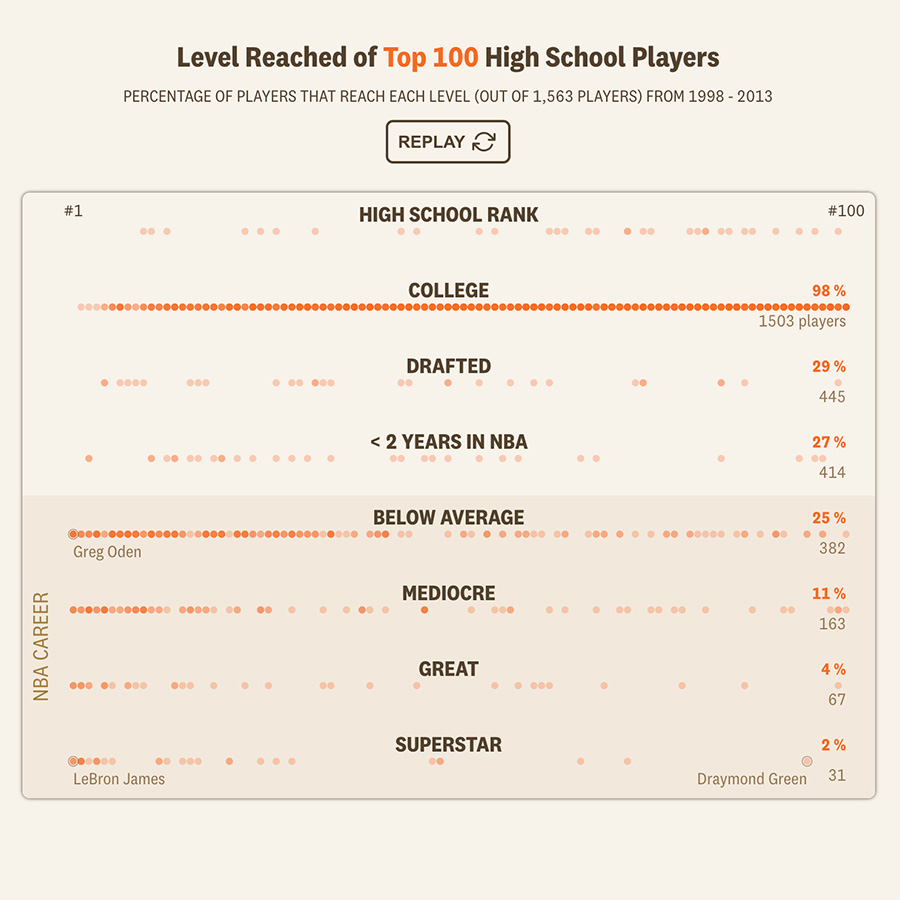 Level Reached of Top 100 High School Players
PERCENTAGE OF PLAYERS THAT REACH EACH LEVEL (OUT OF 1,563 PLAYERS) FROM 1998 - 2013
REPLAY
#1
HIGH SCHOOL RANK
#100
COLLEGE
98 %
1503 players
DRAFTED
29 %
445
< 2 YEARS IN NBA
27 %
414
BELOW AVERAGE
25 %
Greg Oden
382
NBA CAREER
MEDIOCRE
11 %
163
GREAT
4 %
67
SUPERSTAR
2 %
LeBron James
Draymond Green
31